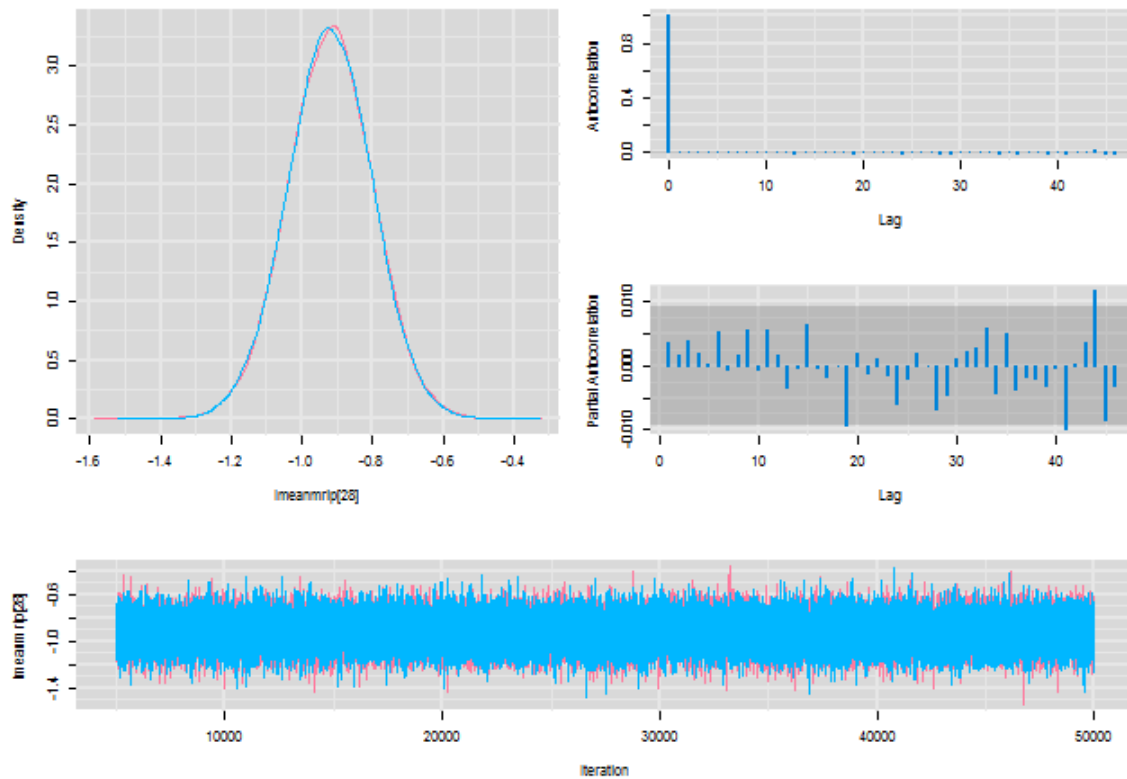 Density
0.0 0.5 1.0 1.5 2.0 3.0
-1.6 -1.4 -1.2 -1.0 -0.8 -0.6 -0.4
lmeanmrip[28]
Autocorrelation
0.0 0.4 0.8
0 10 20 30 40
Lag
Partial Autocorrelation
-0.010 0.000 0.010
0 10 20 30 40
Lag
lmeanmrip[28]
-1.4 -1.0 -0.6
10000 20000 30000 40000 50000
Iteration